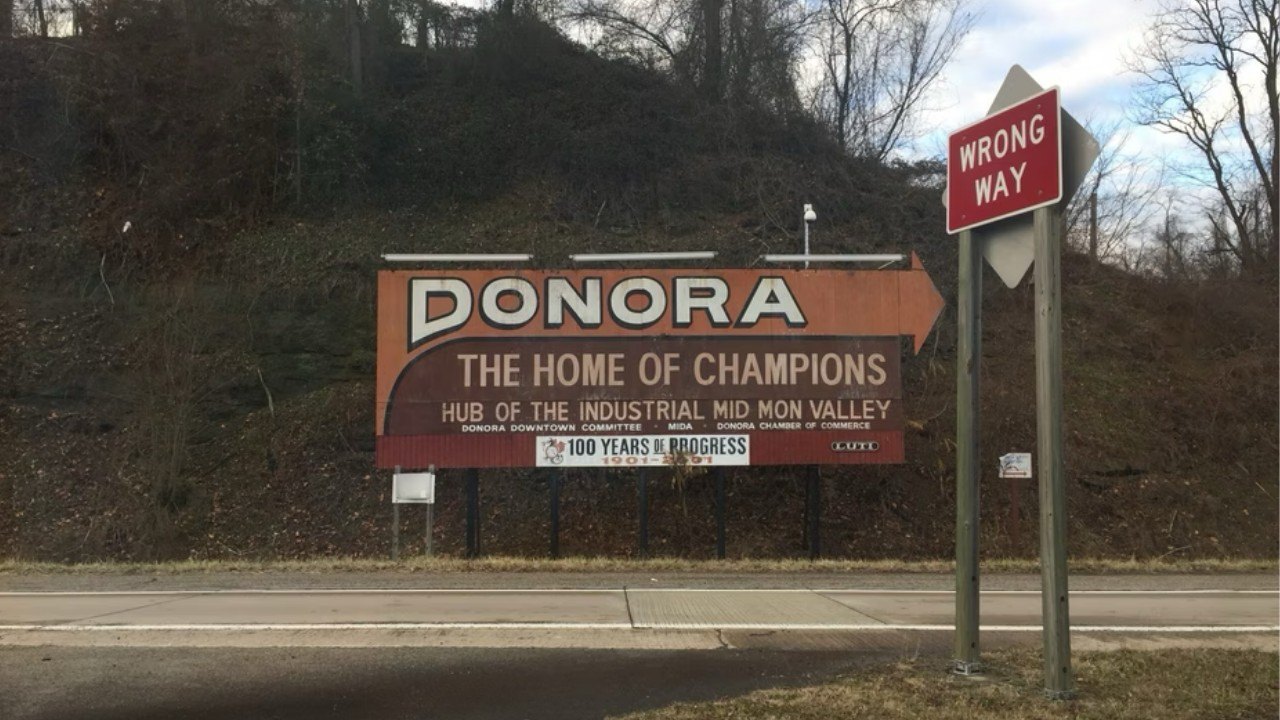 DONORA
THE HOME OF CHAMPIONS
HUB OF THE INDUSTRIAL MID MON VALLEY
DONORA DOWNTOWN COMMITTEE · MIDA · DONORA CHAMBER OF COMMERCE
100 YEARS OF PROGRESS
LUTI
WRONG
WAY